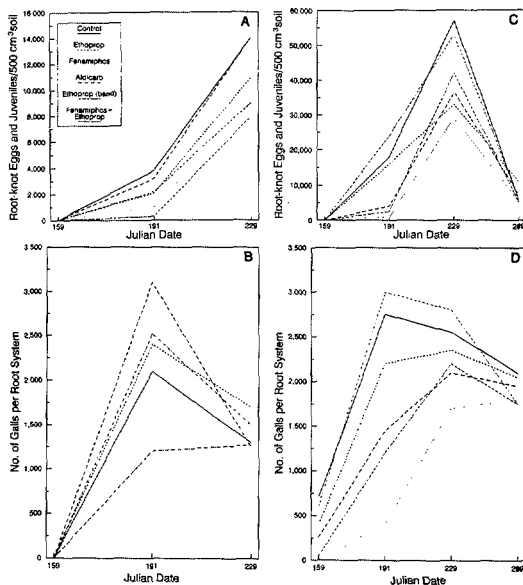 A
Root-knot Eggs and Juveniles/500 cm³soil
16,000
14,000
12,000
10,000
8,000
6,000
4,000
2,000
0
Control
Ethoprop
Fenamiphos
Aldicarb
Ethoprop (band)
Fenamiphos +
Ethoprop
159
191
229
Julian Date
C
Root-knot Eggs and Juveniles/500 cm³soil
60,000
50,000
40,000
30,000
20,000
10,000
0
159
191
229
269
Julian Date
B
No. of Galls per Root System
3,500
3,000
2,500
2,000
1,500
1,000
500
0
159
191
229
Julian Date
D
No. of Galls per Root System
3,500
3,000
2,500
2,000
1,500
1,000
500
0
159
191
229
Julian Date